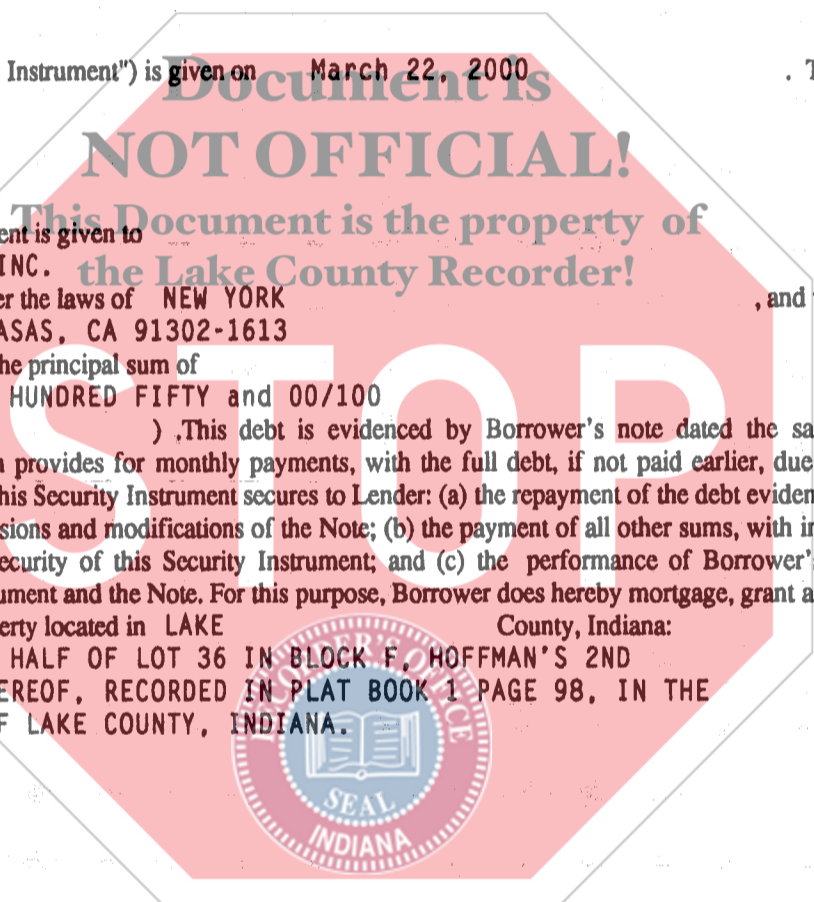 Instrument") is given on March 22, 2000 . T
Document is
NOT OFFICIAL!
This Document is the property of
ent is given to
the Lake County Recorder!
INC.
er the laws of NEW YORK , and
ASAS, CA 91302-1613
he principal sum of
STOP
HUNDRED FIFTY and 00/100
) .This debt is evidenced by Borrower's note dated the sa
provides for monthly payments, with the full debt, if not paid earlier, due
his Security Instrument secures to Lender: (a) the repayment of the debt eviden
sions and modifications of the Note; (b) the payment of all other sums, with in
ecurity of this Security Instrument; and (c) the performance of Borrower'
ument and the Note. For this purpose, Borrower does hereby mortgage, grant a
erty located in LAKE County, Indiana:
HALF OF LOT 36 IN BLOCK F, HOFFMAN'S 2ND
EREOF, RECORDED IN PLAT BOOK 1 PAGE 98, IN THE
F LAKE COUNTY, INDIANA.
RECORDER'S OFFICE
SEAL
INDIANA